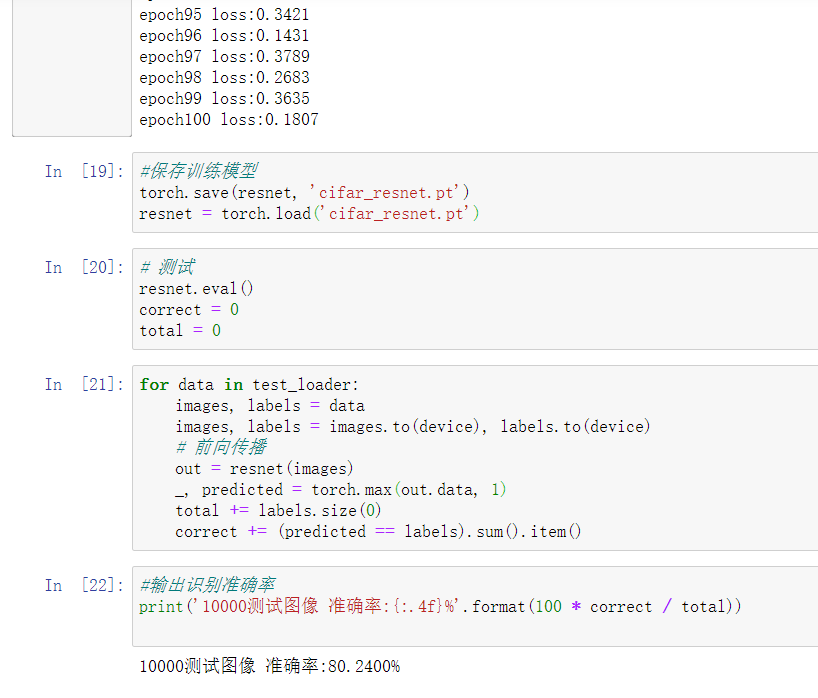 epoch95 loss:0.3421
epoch96 loss:0.1431
epoch97 loss:0.3789
epoch98 loss:0.2683
epoch99 loss:0.3635
epoch100 loss:0.1807
In [19]:
#保存训练模型
torch.save(resnet, 'cifar_resnet.pt')
resnet = torch.load('cifar_resnet.pt')
In [20]:
# 测试
resnet.eval()
correct = 0
total = 0
In [21]:
for data in test_loader:
    images, labels = data
    images, labels = images.to(device), labels.to(device)
    # 前向传播
    out = resnet(images)
    _, predicted = torch.max(out.data, 1)
    total += labels.size(0)
    correct += (predicted == labels).sum().item()
In [22]:
#输出识别准确率
print('10000测试图像 准确率:{:.4f}%'.format(100 * correct / total))
10000测试图像 准确率:80.2400%